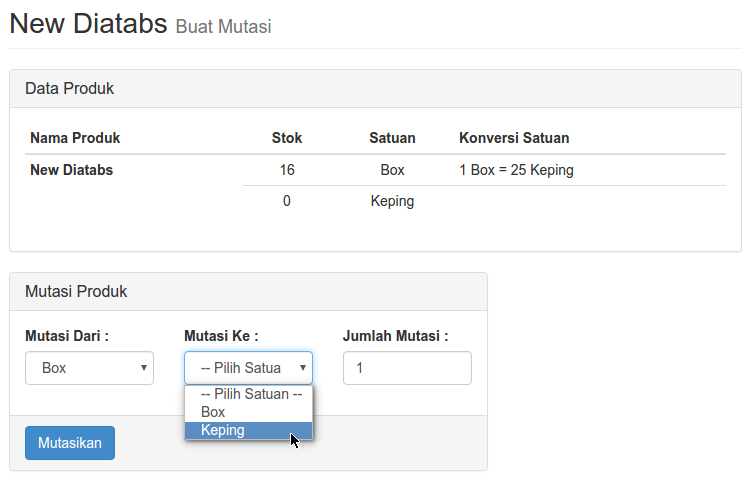 New Diatabs Buat Mutasi
Data Produk
Nama Produk Stok Satuan Konversi Satuan
New Diatabs 16 Box 1 Box = 25 Keping
0 Keping
Mutasi Produk
Mutasi Dari : Mutasi Ke : Jumlah Mutasi :
Box -- Pilih Satua 1
-- Pilih Satuan --
Box
Keping
Mutasikan